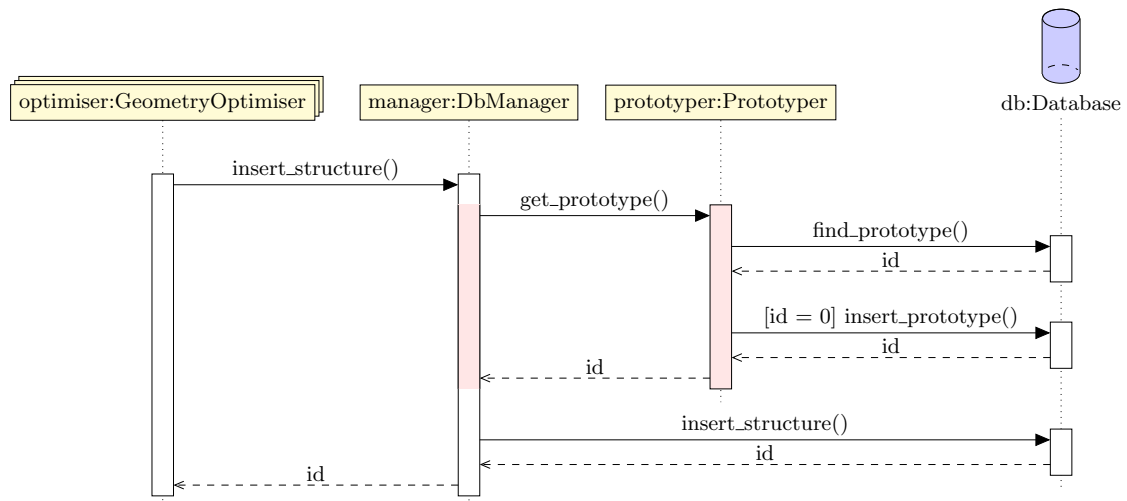 optimiser:GeometryOptimiser
manager:DbManager
prototyper:Prototyper
db:Database
insert_structure()
get_prototype()
find_prototype()
id
[id = 0] insert_prototype()
id
id
insert_structure()
id
id